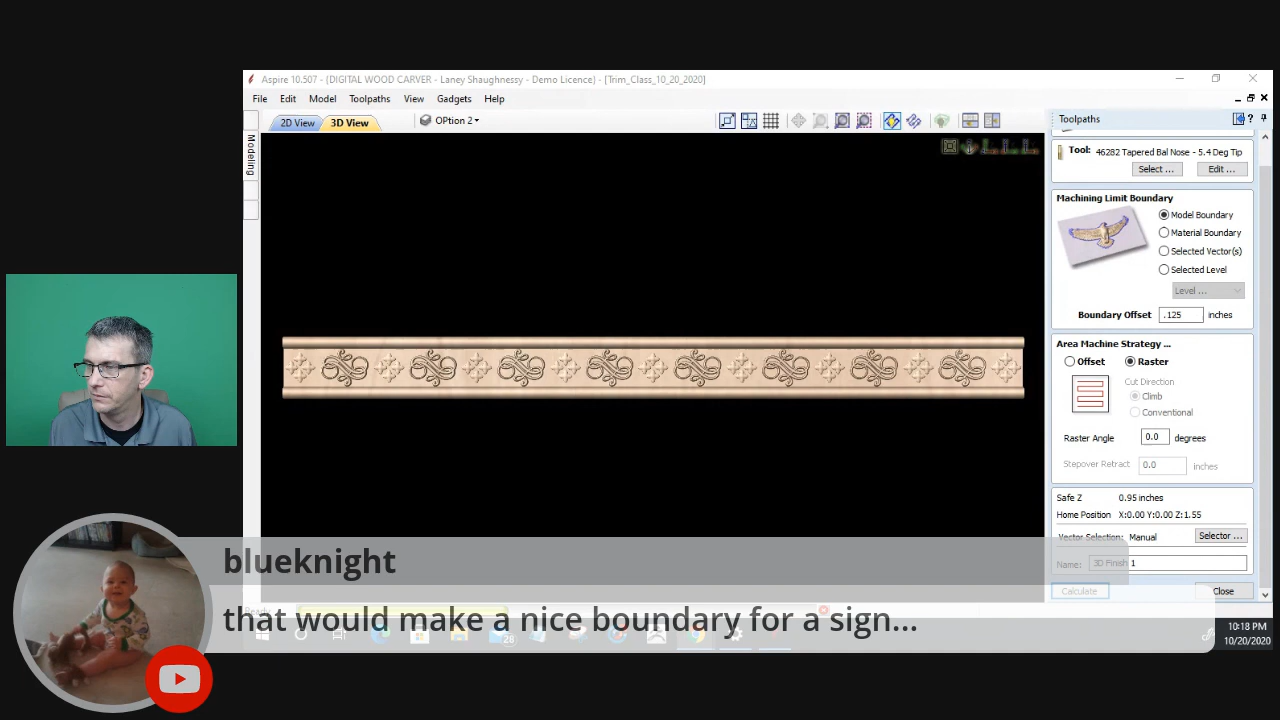 Aspire 10.507 - {DIGITAL WOOD CARVER - Laney Shaughnessy - Demo Licence} - [Trim_Class_10_20_2020]
File Edit Model Toolpaths View Gadgets Help
2D View 3D View OPtion 2
Modeling
Toolpaths
Tool: 46282 Tapered Bal Nose - 5.4 Deg Tip
Select ... Edit ...
Machining Limit Boundary
Model Boundary
Material Boundary
Selected Vector(s)
Selected Level
Level ...
Boundary Offset .125 inches
Area Machine Strategy ...
Offset Raster
Cut Direction
Climb
Conventional
Raster Angle 0.0 degrees
Stepover Retract 0.0 inches
Safe Z 0.95 inches
Home Position X:0.00 Y:0.00 Z:1.55
Vector Selection: Manual Selector ...
Name: 3D Finish 1
Calculate Close
blueknight
that would make a nice boundary for a sign...
28
10:18 PM
10/20/2020